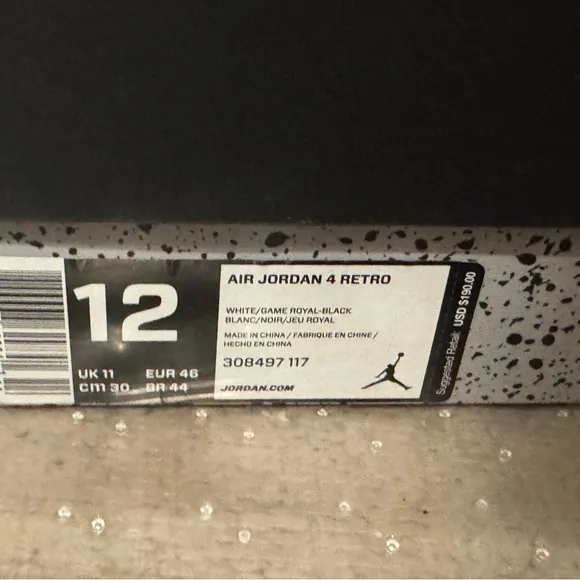 12
UK 11 EUR 46
cm 30 BR 44
AIR JORDAN 4 RETRO
WHITE/GAME ROYAL-BLACK
BLANC/NOIR/JEU ROYAL
MADE IN CHINA / FABRIQUE EN CHINE /
HECHO EN CHINA
308497 117
JORDAN.COM
Suggested Retail: USD $190.00